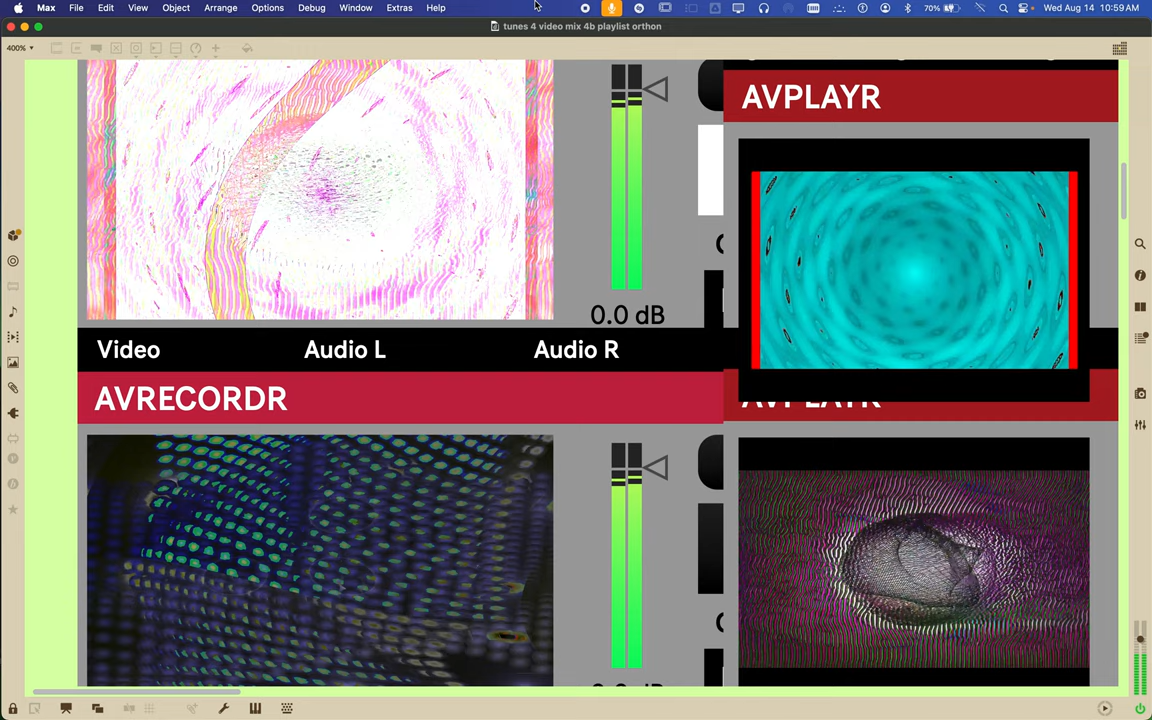 Max File Edit View Object Arrange Options Debug Window Extras Help 70% Wed Aug 14 10:59 AM
tunes 4 video mix 4b playlist orthon
400%
AVPLAYR
0.0 dB
Video Audio L Audio R
AVRECORDR
AVPLAYR